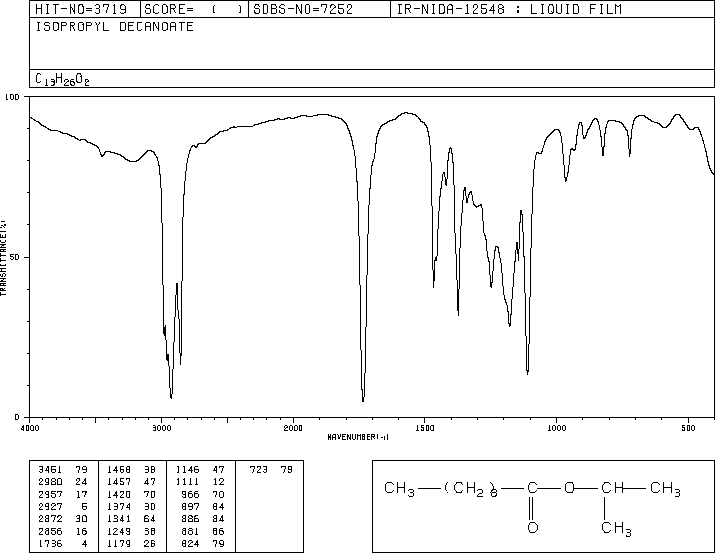 HIT-NO=3719 SCORE= ( ) SDBS-NO=7252 IR-NIDA-12548 : LIQUID FILM
ISOPROPYL DECANOATE
C13H26O2
100
50
0
TRANSMITTANCE(%)
4000 3000 2000 1500 1000 500
WAVENUMBER(-1)
3461 79 1468 38 1146 47 723 79
2980 24 1457 47 1111 12
2957 17 1420 70 966 70
2927 5 1374 30 897 84
2872 30 1341 64 886 84
2856 16 1249 38 881 86
1736 4 1179 26 824 79
CH3—(CH2)8—C—O—CH—CH3
O CH3